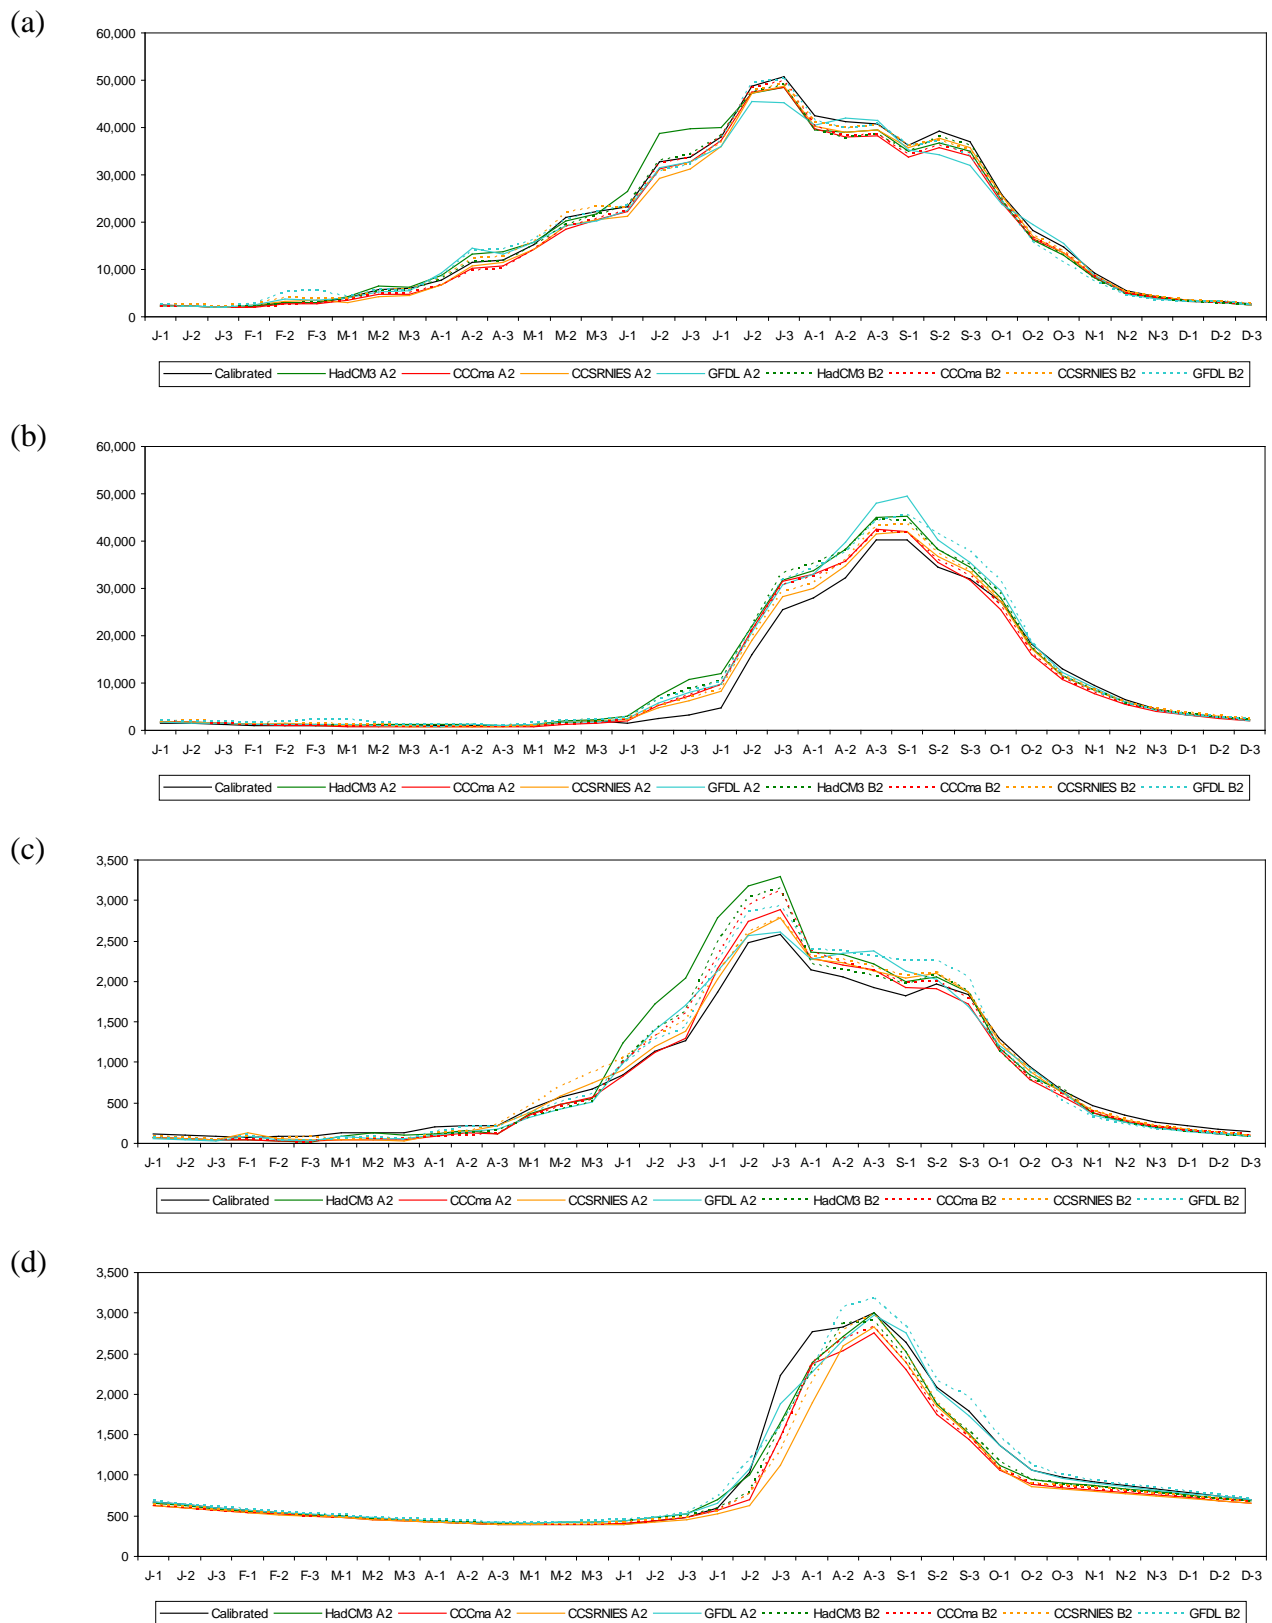 (a)
60,000
50,000
40,000
30,000
20,000
10,000
0
J-1 J-2 J-3 F-1 F-2 F-3 M-1 M-2 M-3 A-1 A-2 A-3 M-1 M-2 M-3 J-1 J-2 J-3 J-1 J-2 J-3 A-1 A-2 A-3 S-1 S-2 S-3 O-1 O-2 O-3 N-1 N-2 N-3 D-1 D-2 D-3
Calibrated HadCM3 A2 CCCma A2 CCSRNIES A2 GFDL A2 HadCM3 B2 CCCma B2 CCSRNIES B2 GFDL B2
(b)
60,000
50,000
40,000
30,000
20,000
10,000
0
J-1 J-2 J-3 F-1 F-2 F-3 M-1 M-2 M-3 A-1 A-2 A-3 M-1 M-2 M-3 J-1 J-2 J-3 J-1 J-2 J-3 A-1 A-2 A-3 S-1 S-2 S-3 O-1 O-2 O-3 N-1 N-2 N-3 D-1 D-2 D-3
Calibrated HadCM3 A2 CCCma A2 CCSRNIES A2 GFDL A2 HadCM3 B2 CCCma B2 CCSRNIES B2 GFDL B2
(c)
3,500
3,000
2,500
2,000
1,500
1,000
500
0
J-1 J-2 J-3 F-1 F-2 F-3 M-1 M-2 M-3 A-1 A-2 A-3 M-1 M-2 M-3 J-1 J-2 J-3 J-1 J-2 J-3 A-1 A-2 A-3 S-1 S-2 S-3 O-1 O-2 O-3 N-1 N-2 N-3 D-1 D-2 D-3
Calibrated HadCM3 A2 CCCma A2 CCSRNIES A2 GFDL A2 HadCM3 B2 CCCma B2 CCSRNIES B2 GFDL B2
(d)
3,500
3,000
2,500
2,000
1,500
1,000
500
0
J-1 J-2 J-3 F-1 F-2 F-3 M-1 M-2 M-3 A-1 A-2 A-3 M-1 M-2 M-3 J-1 J-2 J-3 J-1 J-2 J-3 A-1 A-2 A-3 S-1 S-2 S-3 O-1 O-2 O-3 N-1 N-2 N-3 D-1 D-2 D-3
Calibrated HadCM3 A2 CCCma A2 CCSRNIES A2 GFDL A2 HadCM3 B2 CCCma B2 CCSRNIES B2 GFDL B2